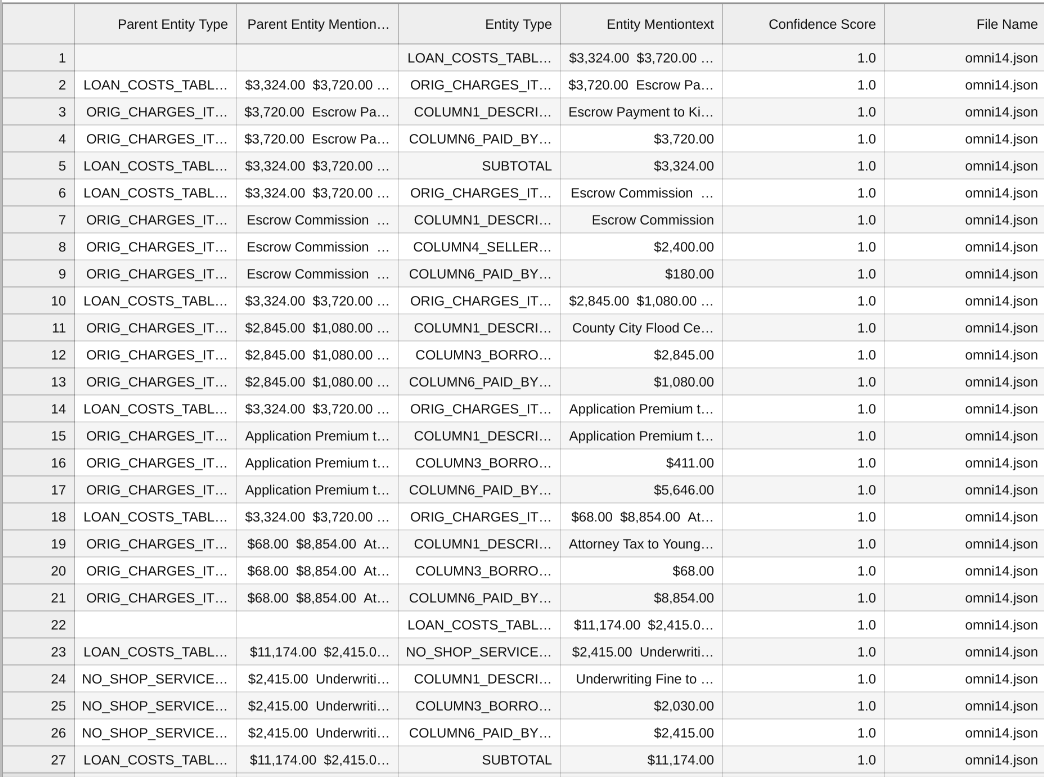 Parent Entity Type Parent Entity Mention… Entity Type Entity Mentiontext Confidence Score File Name
1 LOAN_COSTS_TABL… $3,324.00 $3,720.00 … 1.0 omni14.json
2 LOAN_COSTS_TABL… $3,324.00 $3,720.00 … ORIG_CHARGES_IT… $3,720.00 Escrow Pa… 1.0 omni14.json
3 ORIG_CHARGES_IT… $3,720.00 Escrow Pa… COLUMN1_DESCRI… Escrow Payment to Ki… 1.0 omni14.json
4 ORIG_CHARGES_IT… $3,720.00 Escrow Pa… COLUMN6_PAID_BY… $3,720.00 1.0 omni14.json
5 LOAN_COSTS_TABL… $3,324.00 $3,720.00 … SUBTOTAL $3,324.00 1.0 omni14.json
6 LOAN_COSTS_TABL… $3,324.00 $3,720.00 … ORIG_CHARGES_IT… Escrow Commission … 1.0 omni14.json
7 ORIG_CHARGES_IT… Escrow Commission … COLUMN1_DESCRI… Escrow Commission 1.0 omni14.json
8 ORIG_CHARGES_IT… Escrow Commission … COLUMN4_SELLER… $2,400.00 1.0 omni14.json
9 ORIG_CHARGES_IT… Escrow Commission … COLUMN6_PAID_BY… $180.00 1.0 omni14.json
10 LOAN_COSTS_TABL… $3,324.00 $3,720.00 … ORIG_CHARGES_IT… $2,845.00 $1,080.00 … 1.0 omni14.json
11 ORIG_CHARGES_IT… $2,845.00 $1,080.00 … COLUMN1_DESCRI… County City Flood Ce… 1.0 omni14.json
12 ORIG_CHARGES_IT… $2,845.00 $1,080.00 … COLUMN3_BORRO… $2,845.00 1.0 omni14.json
13 ORIG_CHARGES_IT… $2,845.00 $1,080.00 … COLUMN6_PAID_BY… $1,080.00 1.0 omni14.json
14 LOAN_COSTS_TABL… $3,324.00 $3,720.00 … ORIG_CHARGES_IT… Application Premium t… 1.0 omni14.json
15 ORIG_CHARGES_IT… Application Premium t… COLUMN1_DESCRI… Application Premium t… 1.0 omni14.json
16 ORIG_CHARGES_IT… Application Premium t… COLUMN3_BORRO… $411.00 1.0 omni14.json
17 ORIG_CHARGES_IT… Application Premium t… COLUMN6_PAID_BY… $5,646.00 1.0 omni14.json
18 LOAN_COSTS_TABL… $3,324.00 $3,720.00 … ORIG_CHARGES_IT… $68.00 $8,854.00 At… 1.0 omni14.json
19 ORIG_CHARGES_IT… $68.00 $8,854.00 At… COLUMN1_DESCRI… Attorney Tax to Young… 1.0 omni14.json
20 ORIG_CHARGES_IT… $68.00 $8,854.00 At… COLUMN3_BORRO… $68.00 1.0 omni14.json
21 ORIG_CHARGES_IT… $68.00 $8,854.00 At… COLUMN6_PAID_BY… $8,854.00 1.0 omni14.json
22 LOAN_COSTS_TABL… $11,174.00 $2,415.0… 1.0 omni14.json
23 LOAN_COSTS_TABL… $11,174.00 $2,415.0… NO_SHOP_SERVICE… $2,415.00 Underwriti… 1.0 omni14.json
24 NO_SHOP_SERVICE… $2,415.00 Underwriti… COLUMN1_DESCRI… Underwriting Fine to … 1.0 omni14.json
25 NO_SHOP_SERVICE… $2,415.00 Underwriti… COLUMN3_BORRO… $2,030.00 1.0 omni14.json
26 NO_SHOP_SERVICE… $2,415.00 Underwriti… COLUMN6_PAID_BY… $2,415.00 1.0 omni14.json
27 LOAN_COSTS_TABL… $11,174.00 $2,415.0… SUBTOTAL $11,174.00 1.0 omni14.json